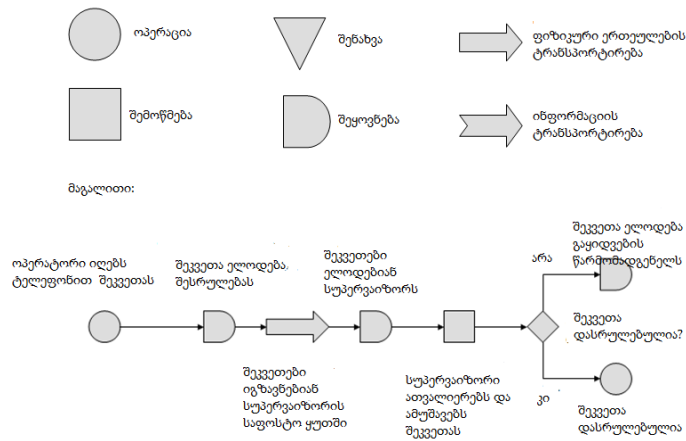 ოპერაცია
შენახვა
ფიზიკური ერთეულების
ტრანსპორტირება
შემოწმება
შეყოვნება
ინფორმაციის
ტრანსპორტირება
მაგალითი:
ოპერატორი იღებს
ტელეფონით შეკვეთას
შეკვეთა ელოდება,
შესრულებას
შეკვეთები
ელოდებიან
სუპერვაიზორს
არა
შეკვეთა ელოდება
გაყიდვების
წარმომადგენელს
შეკვეთა
დასრულებულია?
შეკვეთები
იგზავნებიან
სუპერვაიზორის
საფოსტო ყუთში
სუპერვაიზორი
ათვალიერებს და
ამუშავებს
შეკვეთას
კი
შეკვეთა
დასრულებულია